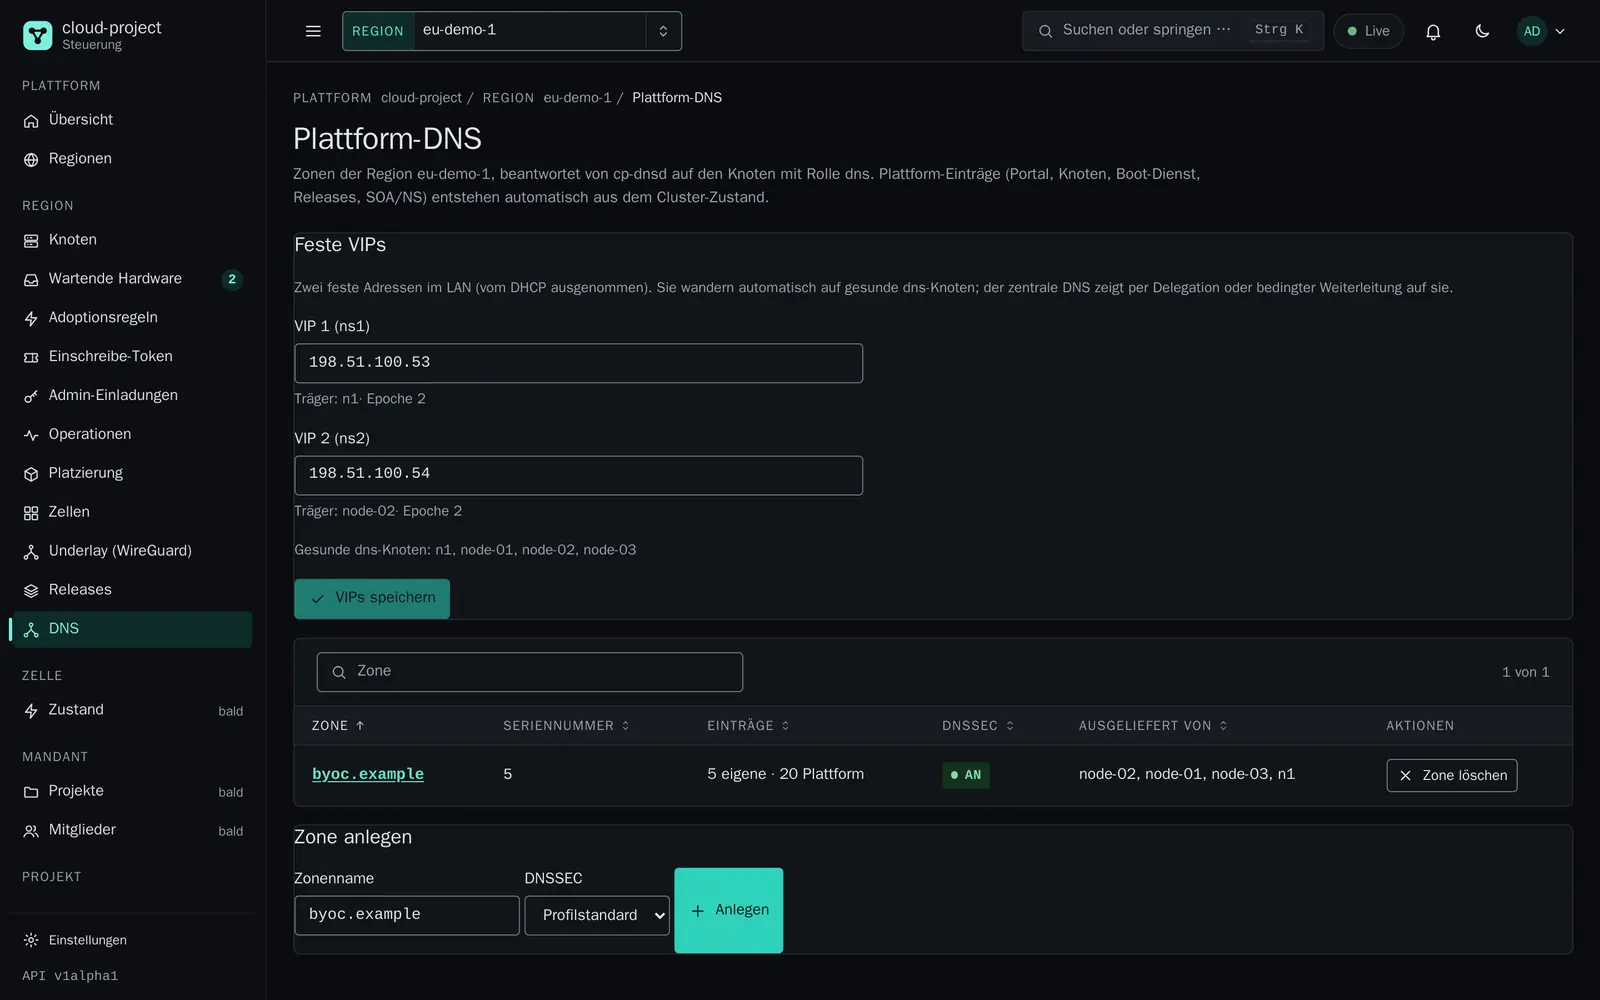 cloud-project
Steuerung
PLATTFORM
Übersicht
Regionen
REGION
Knoten
Wartende Hardware 2
Adoptionsregeln
Einschreibe-Token
Admin-Einladungen
Operationen
Platzierung
Zellen
Underlay (WireGuard)
Releases
DNS
ZELLE
Zustand bald
MANDANT
Projekte bald
Mitglieder bald
PROJEKT
Einstellungen
API v1alpha1
REGION eu-demo-1
Suchen oder springen ··· Strg K
Live
AD
PLATTFORM cloud-project / REGION eu-demo-1 / Plattform-DNS
Plattform-DNS
Zonen der Region eu-demo-1, beantwortet von cp-dnsd auf den Knoten mit Rolle dns. Plattform-Einträge (Portal, Knoten, Boot-Dienst,
Releases, SOA/NS) entstehen automatisch aus dem Cluster-Zustand.
Feste VIPs
Zwei feste Adressen im LAN (vom DHCP ausgenommen). Sie wandern automatisch auf gesunde dns-Knoten; der zentrale DNS zeigt per Delegation oder bedingter Weiterleitung auf sie.
VIP 1 (ns1)
198.51.100.53
Träger: n1· Epoche 2
VIP 2 (ns2)
198.51.100.54
Träger: node-02· Epoche 2
Gesunde dns-Knoten: n1, node-01, node-02, node-03
VIPs speichern
Zone
1 von 1
ZONE SERIENNUMMER EINTRÄGE DNSSEC AUSGELIEFERT VON AKTIONEN
byoc.example 5 5 eigene · 20 Plattform AN node-02, node-01, node-03, n1 Zone löschen
Zone anlegen
Zonenname DNSSEC
byoc.example Profilstandard Anlegen